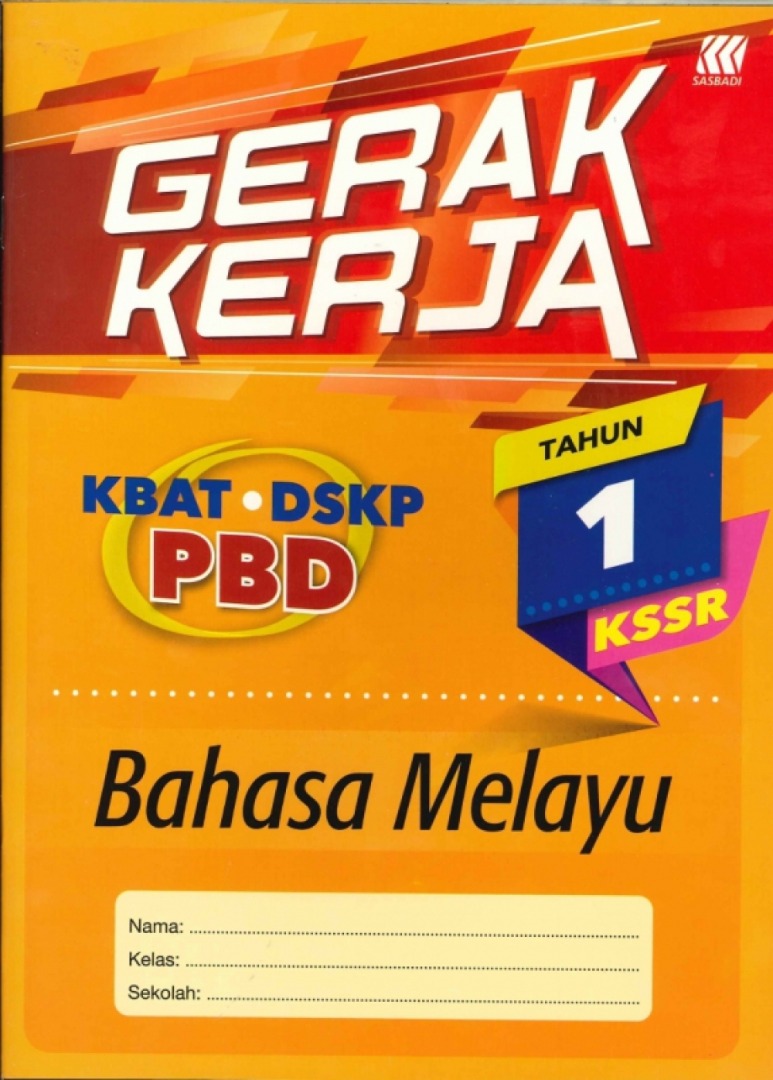 SASBADI
GERAK
KERJA
TAHUN
1
KSSR
KBAT • DSKP
PBD
Bahasa Melayu
Nama: ..........................................................
Kelas: ..........................................................
Sekolah: ..........................................................